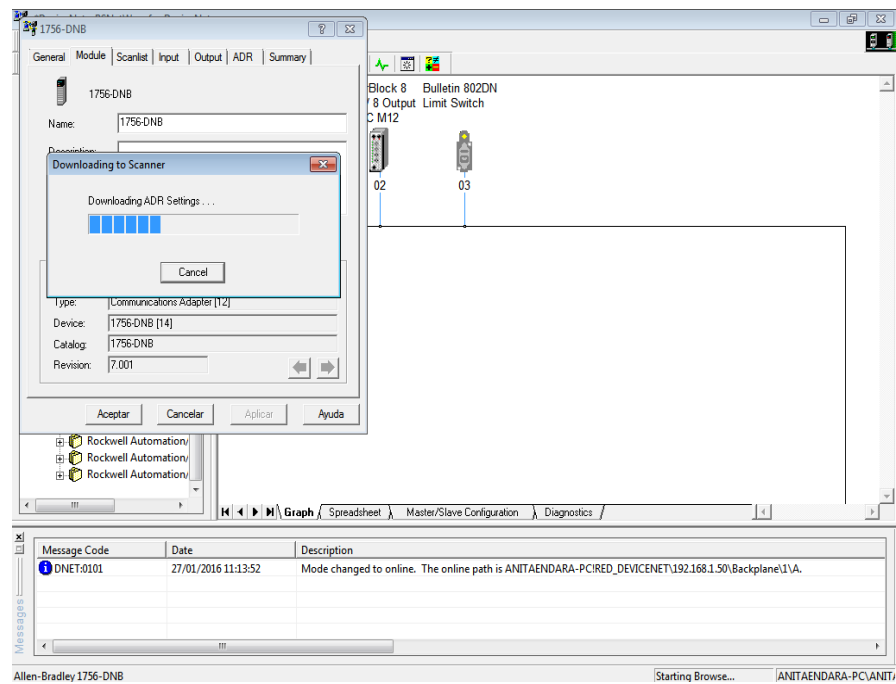 1756-DNB
General Module Scanlist Input Output ADR Summary
1756-DNB
Name: 1756-DNB
Downloading to Scanner
Downloading ADR Settings . . .
Cancel
Type: Communications Adapter [12]
Device: 1756-DNB [14]
Catalog: 1756-DNB
Revision: 7.001
Aceptar Cancelar Aplicar Ayuda
Block 8 Bulletin 802DN
/ 8 Output Limit Switch
C M12
02 03
Rockwell Automation/
Rockwell Automation/
Rockwell Automation/
Graph Spreadsheet Master/Slave Configuration Diagnostics
Message Code Date Description
DNET:0101 27/01/2016 11:13:52 Mode changed to online. The online path is ANITAENDARA-PC!RED_DEVICENET\192.168.1.50\Backplane\1\A.
Messages
Allen-Bradley 1756-DNB Starting Browse... ANITAENDARA-PC\ANITA